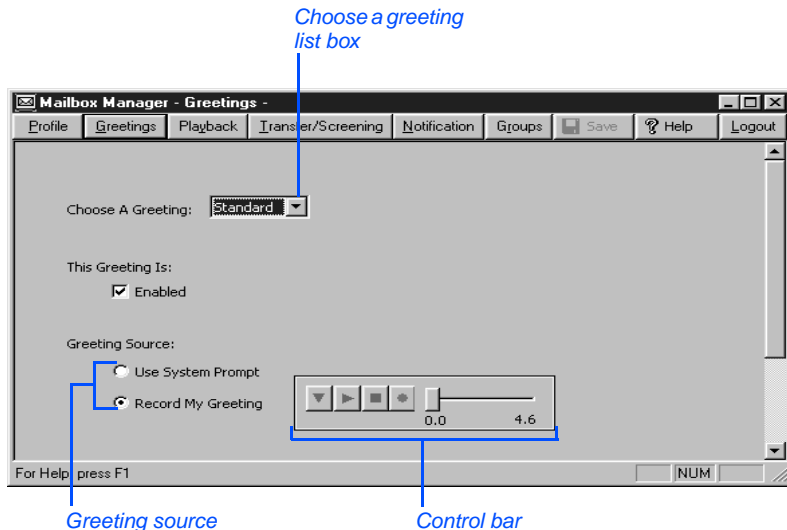 Choose a greeting
list box
Mailbox Manager - Greetings -
Profile Greetings Playback Transfer/Screening Notification Groups Save Help Logout
Choose A Greeting: Standard
This Greeting Is:
Enabled
Greeting Source:
Use System Prompt
Record My Greeting
0.0 4.6
For Help, press F1 NUM
Greeting source Control bar